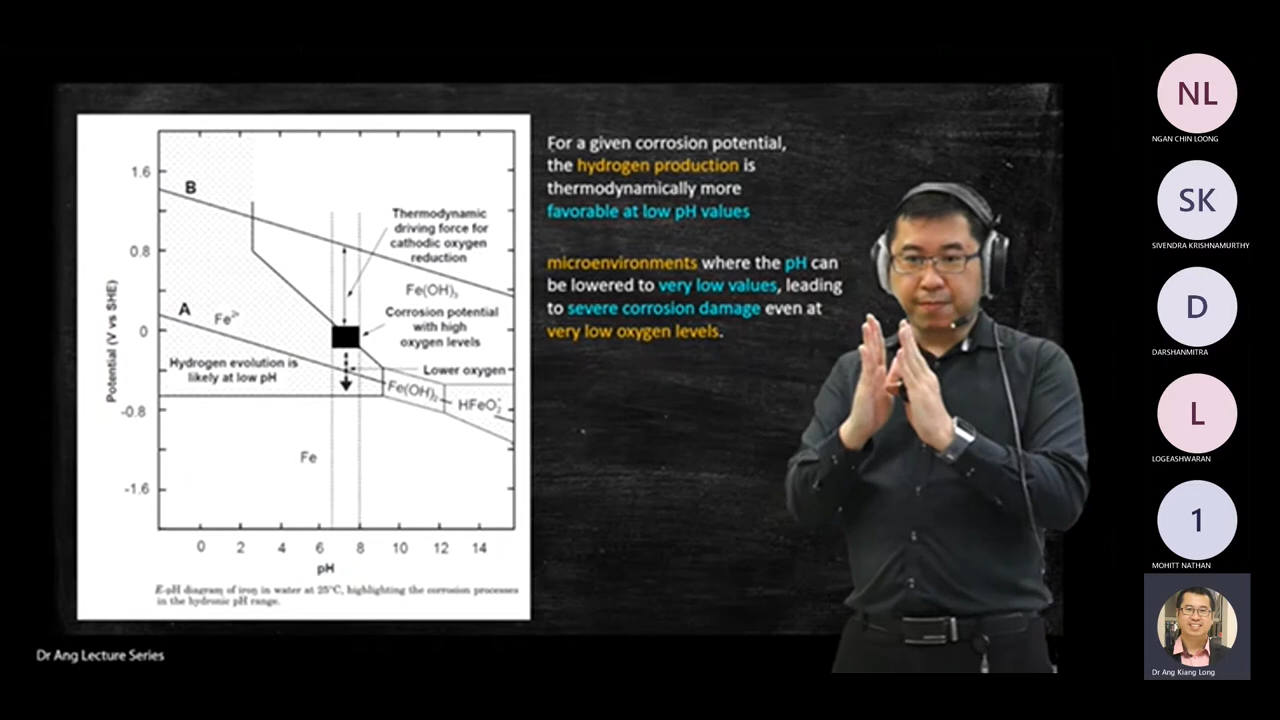 1.6
0.8
0
-0.8
-1.6
Potential (V vs SHE)
B
A
Thermodynamic
driving force for
cathodic oxygen
reduction
Fe(OH)₃
Fe²⁺
Corrosion potential
with high
oxygen levels
Hydrogen evolution is
likely at low pH
Lower oxygen
Fe(OH)₂
HFeO₂⁻
Fe
0 2 4 6 8 10 12 14
pH
E-pH diagram of iron in water at 25°C, highlighting the corrosion processes
in the hydronic pH range.
For a given corrosion potential,
the hydrogen production is
thermodynamically more
favorable at low pH values
microenvironments where the pH can
be lowered to very low values, leading
to severe corrosion damage even at
very low oxygen levels.
Dr Ang Lecture Series
NL
NGAN CHIN LOONG
SK
SIVENDRA KRISHNAMURTHY
D
DARSHANMITRA
L
LOGEASHWARAN
1
MOHITT NATHAN
Dr Ang Kiang Long